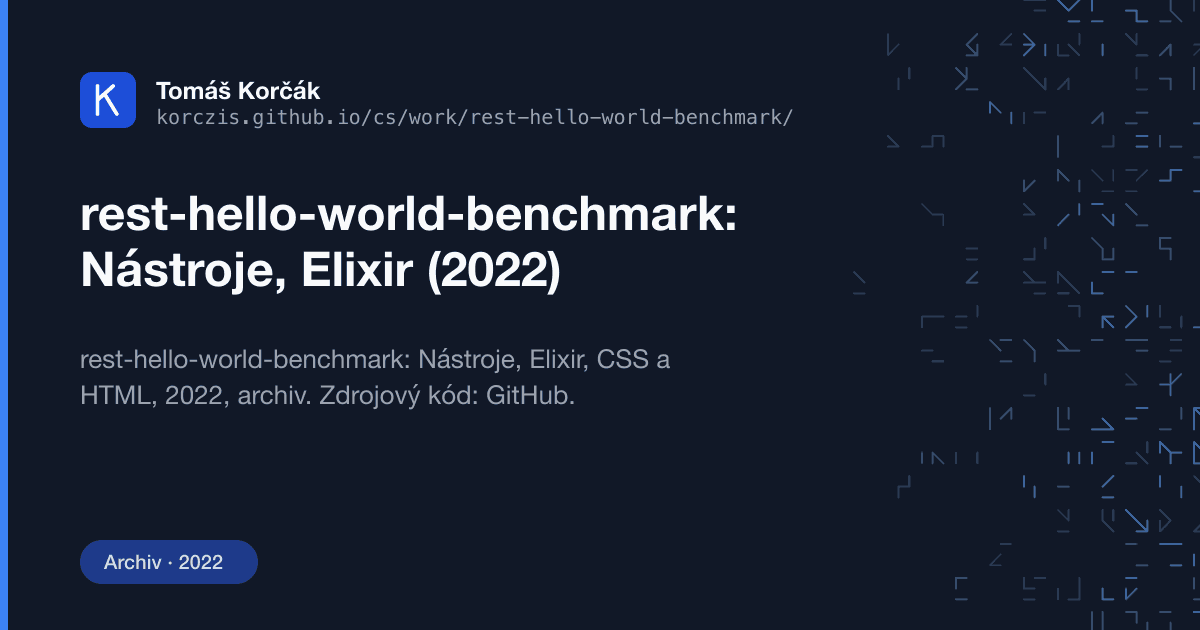 K
Tomáš Korčák
korczis.github.io/cs/work/rest-hello-world-benchmark/
rest-hello-world-benchmark:
Nástroje, Elixir (2022)
rest-hello-world-benchmark: Nástroje, Elixir, CSS a
HTML, 2022, archiv. Zdrojový kód: GitHub.
Archiv · 2022